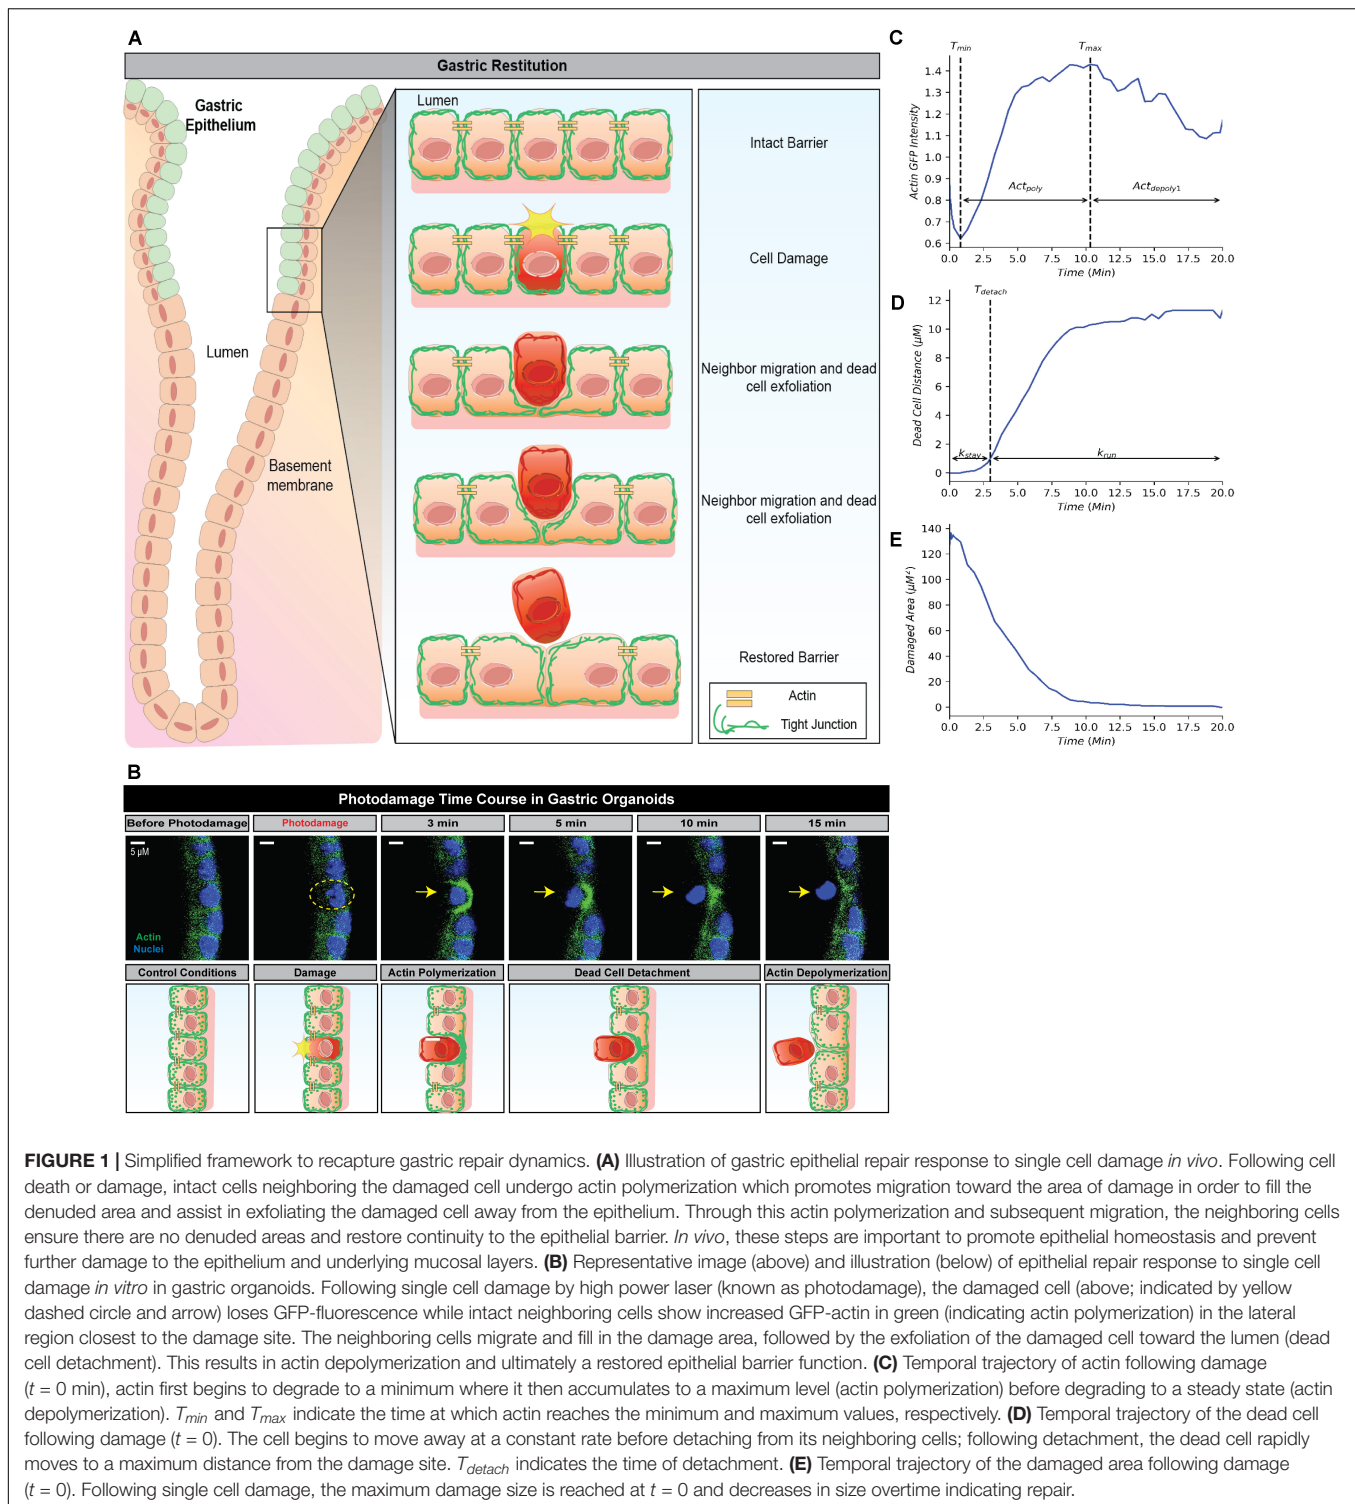 A
Gastric Restitution
Gastric
Epithelium
Lumen
Basement
membrane
Lumen
Intact Barrier
Cell Damage
Neighbor migration and dead
cell exfoliation
Neighbor migration and dead
cell exfoliation
Restored Barrier
Actin
Tight Junction
C
T_min
T_max
Actin GFP Intensity
1.4
1.3
1.2
1.1
1.0
0.9
0.8
0.7
0.6
Act_poly
Act_depoly1
0.0 2.5 5.0 7.5 10.0 12.5 15.0 17.5 20.0
Time (Min)
D
T_detach
Dead Cell Distance (μM)
12
10
8
6
4
2
0
k_stay
k_run
0.0 2.5 5.0 7.5 10.0 12.5 15.0 17.5 20.0
Time (Min)
E
Damaged Area (μM²)
140
120
100
80
60
40
20
0
0.0 2.5 5.0 7.5 10.0 12.5 15.0 17.5 20.0
Time (Min)
B
Photodamage Time Course in Gastric Organoids
Before Photodamage Photodamage 3 min 5 min 10 min 15 min
5 μM
Actin
Nuclei
Control Conditions Damage Actin Polymerization Dead Cell Detachment Actin Depolymerization
FIGURE 1 | Simplified framework to recapture gastric repair dynamics. (A) Illustration of gastric epithelial repair response to single cell damage in vivo. Following cell
death or damage, intact cells neighboring the damaged cell undergo actin polymerization which promotes migration toward the area of damage in order to fill the
denuded area and assist in exfoliating the damaged cell away from the epithelium. Through this actin polymerization and subsequent migration, the neighboring cells
ensure there are no denuded areas and restore continuity to the epithelial barrier. In vivo, these steps are important to promote epithelial homeostasis and prevent
further damage to the epithelium and underlying mucosal layers. (B) Representative image (above) and illustration (below) of epithelial repair response to single cell
damage in vitro in gastric organoids. Following single cell damage by high power laser (known as photodamage), the damaged cell (above; indicated by yellow
dashed circle and arrow) loses GFP-fluorescence while intact neighboring cells show increased GFP-actin in green (indicating actin polymerization) in the lateral
region closest to the damage site. The neighboring cells migrate and fill in the damage area, followed by the exfoliation of the damaged cell toward the lumen (dead
cell detachment). This results in actin depolymerization and ultimately a restored epithelial barrier function. (C) Temporal trajectory of actin following damage
(t = 0 min), actin first begins to degrade to a minimum where it then accumulates to a maximum level (actin polymerization) before degrading to a steady state (actin
depolymerization). T_min and T_max indicate the time at which actin reaches the minimum and maximum values, respectively. (D) Temporal trajectory of the dead cell
following damage (t = 0). The cell begins to move away at a constant rate before detaching from its neighboring cells; following detachment, the dead cell rapidly
moves to a maximum distance from the damage site. T_detach indicates the time of detachment. (E) Temporal trajectory of the damaged area following damage
(t = 0). Following single cell damage, the maximum damage size is reached at t = 0 and decreases in size overtime indicating repair.